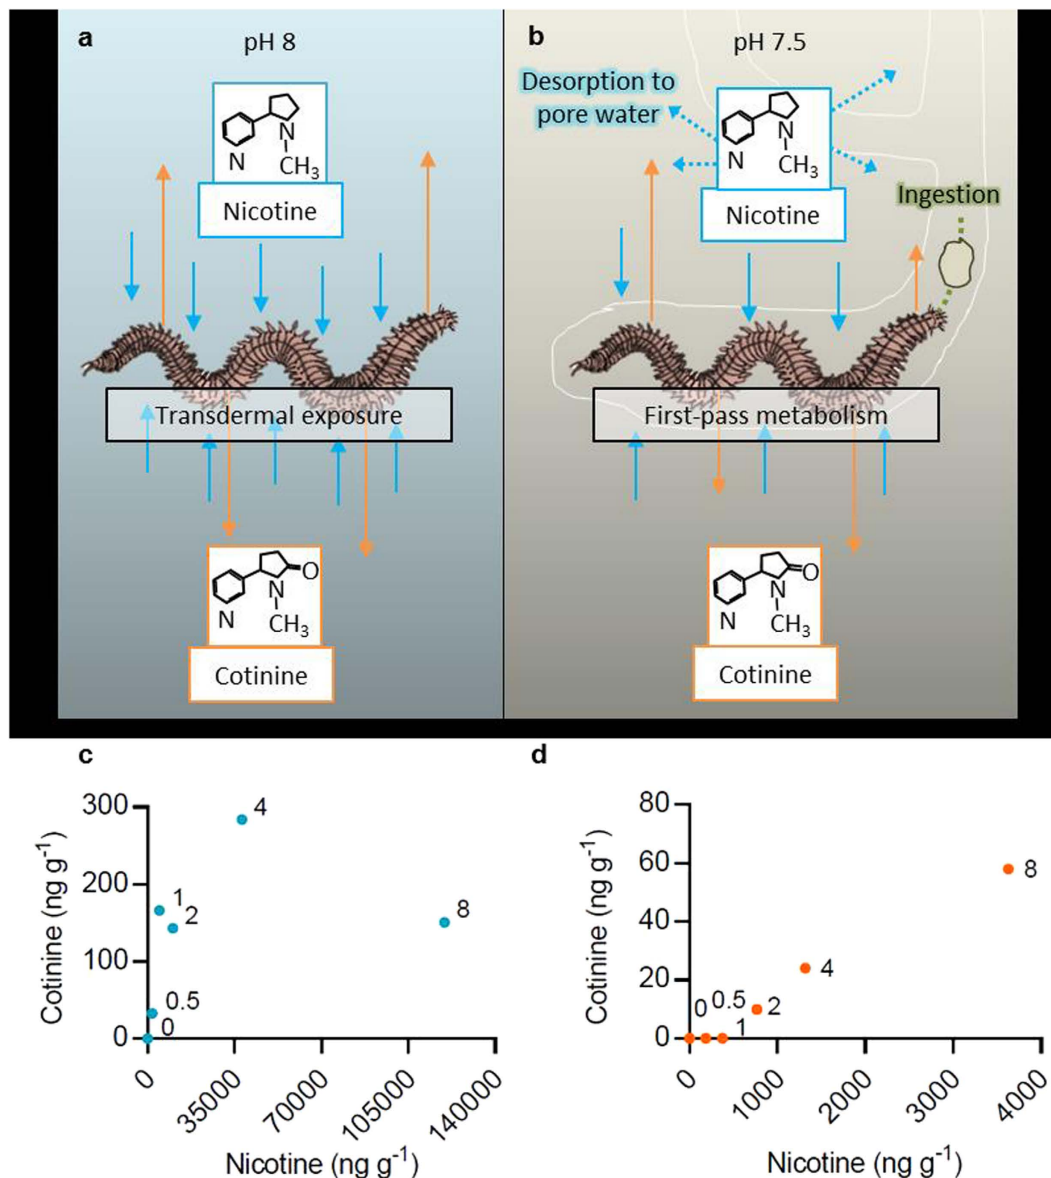 a
pH 8
N
N
CH3
Nicotine
Transdermal exposure
O
N
N
CH3
Cotinine
b
pH 7.5
Desorption to
pore water
N
N
CH3
Nicotine
Ingestion
First-pass metabolism
O
N
N
CH3
Cotinine
c
Cotinine (ng g-1)
300
200
100
0
4
1
2
8
0.5
0
0
35000
70000
105000
140000
Nicotine (ng g-1)
d
Cotinine (ng g-1)
80
60
40
20
0
8
4
0
0.5
2
1
0
1000
2000
3000
4000
Nicotine (ng g-1)